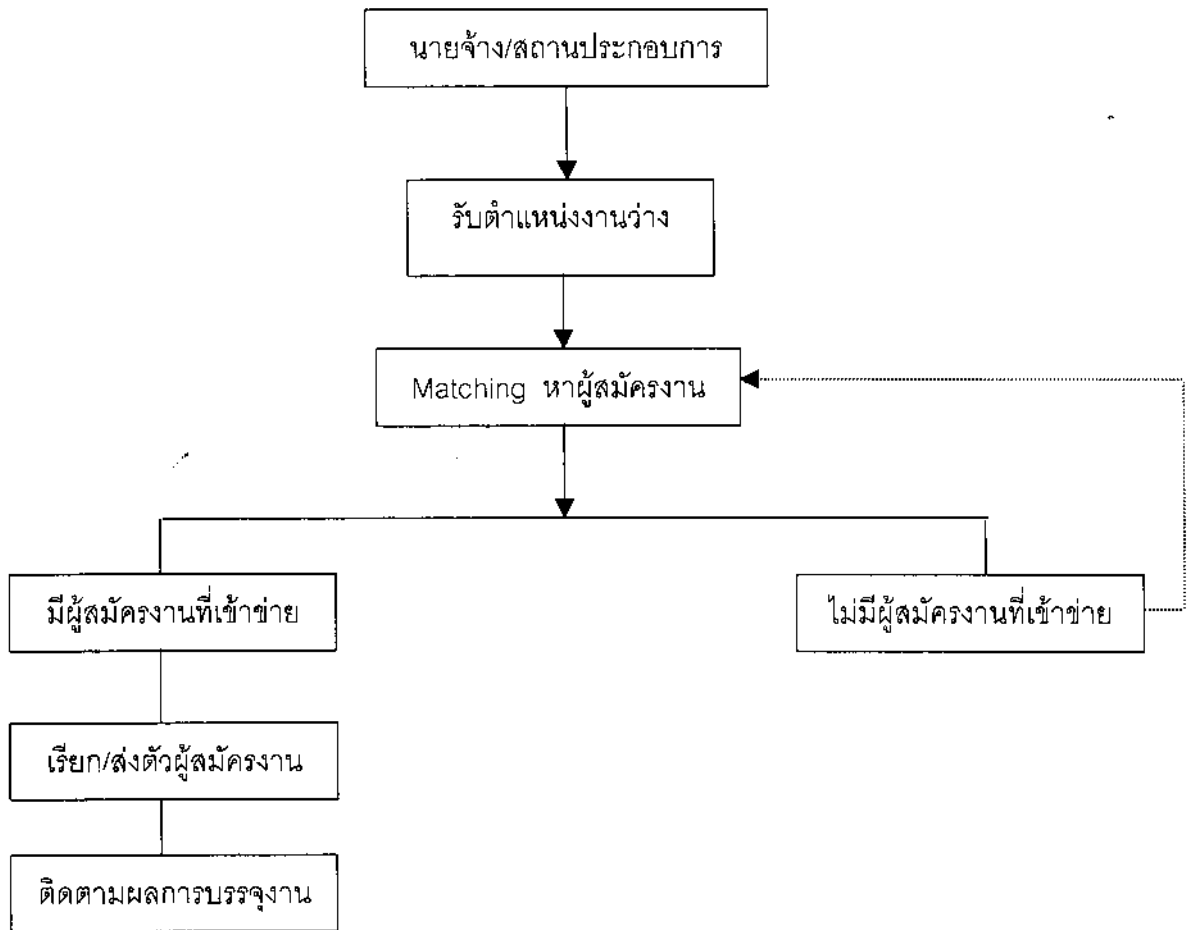 นายจ้าง/สถานประกอบการ
รับตำแหน่งงานว่าง
Matching หาผู้สมัครงาน
มีผู้สมัครงานที่เข้าข่าย
ไม่มีผู้สมัครงานที่เข้าข่าย
เรียก/ส่งตัวผู้สมัครงาน
ติดตามผลการบรรจุงาน